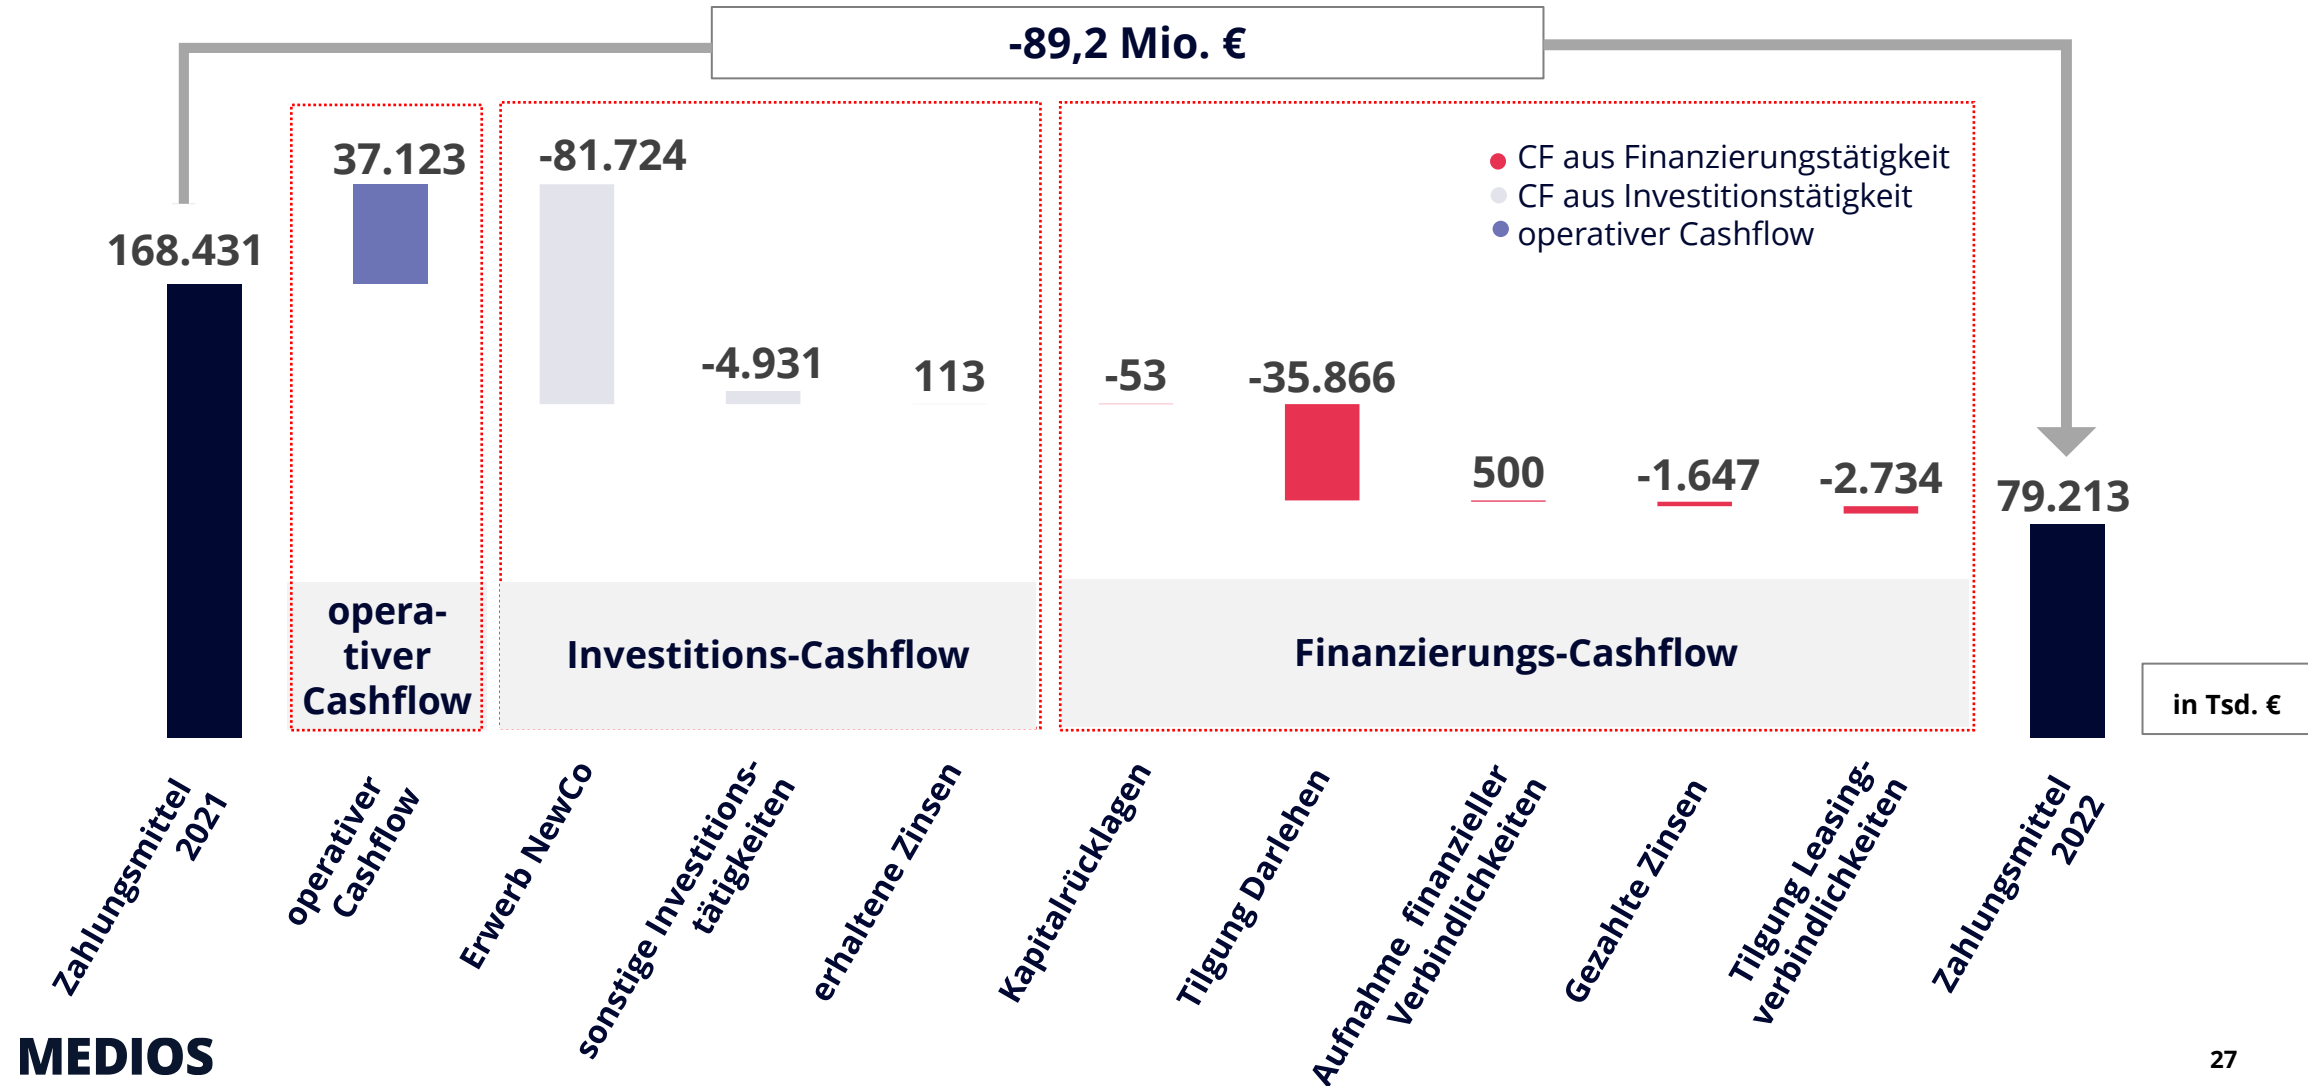 -89,2 Mio. €
168.431
37.123
-81.724
-4.931
113
-53
-35.866
500
-1.647
-2.734
79.213
CF aus Finanzierungstätigkeit
CF aus Investitionstätigkeit
operativer Cashflow
opera-
tiver
Cashflow
Investitions-Cashflow
Finanzierungs-Cashflow
in Tsd. €
Zahlungsmittel
2021
operativer
Cashflow
Erwerb NewCo
sonstige Investitions-
tätigkeiten
erhaltene Zinsen
Kapitalrücklagen
Tilgung Darlehen
Aufnahme finanzieller
Verbindlichkeiten
Gezahlte Zinsen
Tilgung Leasing-
verbindlichkeiten
Zahlungsmittel
2022
MEDIOS
27